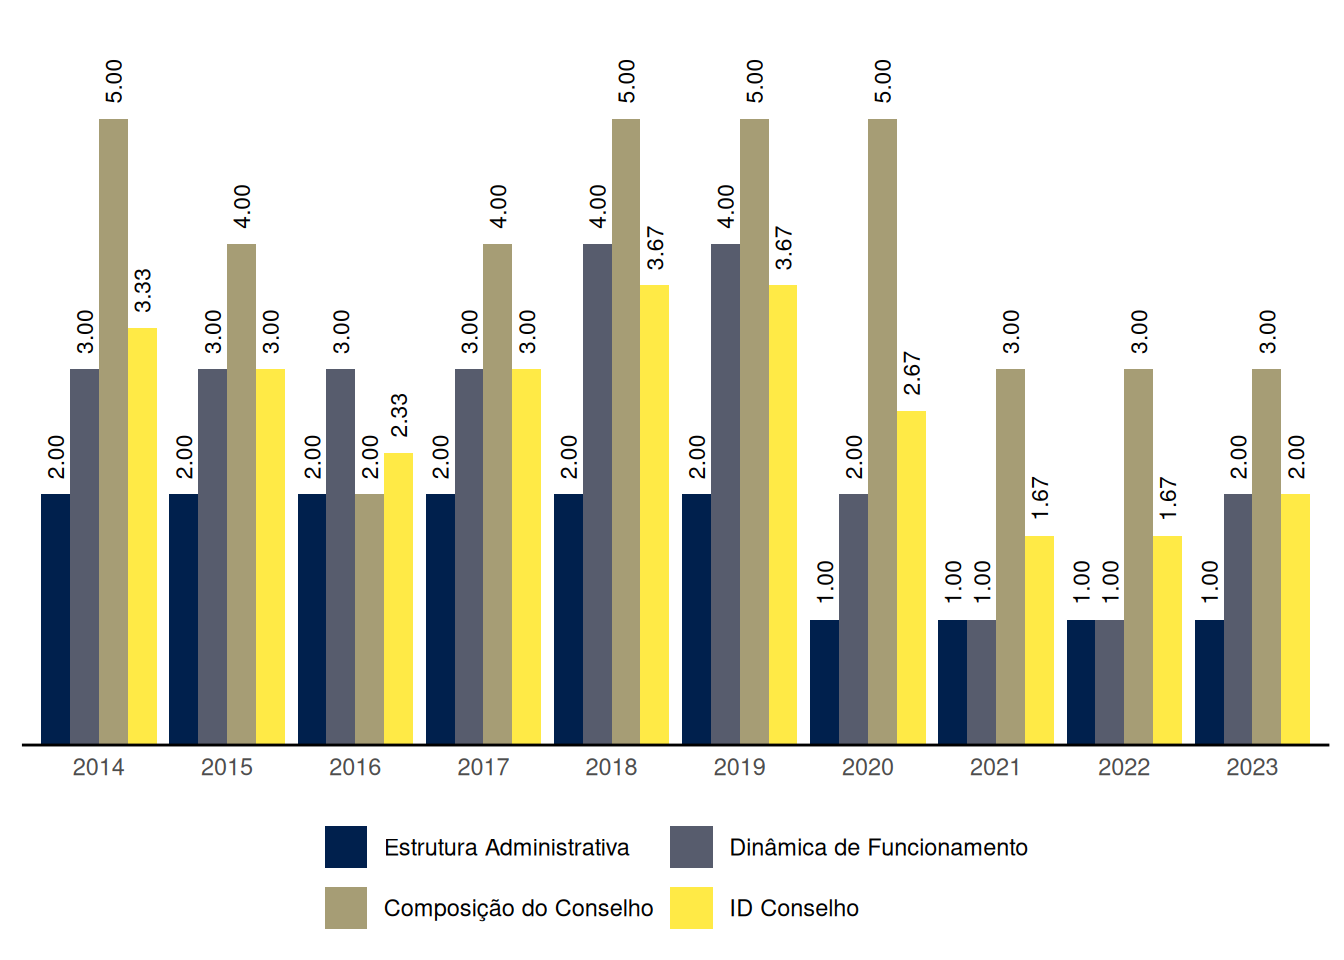 2.00 3.00 5.00 3.33 2.00 3.00 4.00 3.00 2.00 3.00 2.00 2.33 2.00 3.00 4.00 3.00 2.00 4.00 5.00 3.67 2.00 4.00 5.00 3.67 1.00 2.00 5.00 2.67 1.00 1.00 3.00 1.67 1.00 1.00 3.00 1.67 1.00 2.00 3.00 2.00
2014 2015 2016 2017 2018 2019 2020 2021 2022 2023
Estrutura Administrativa Dinâmica de Funcionamento
Composição do Conselho ID Conselho